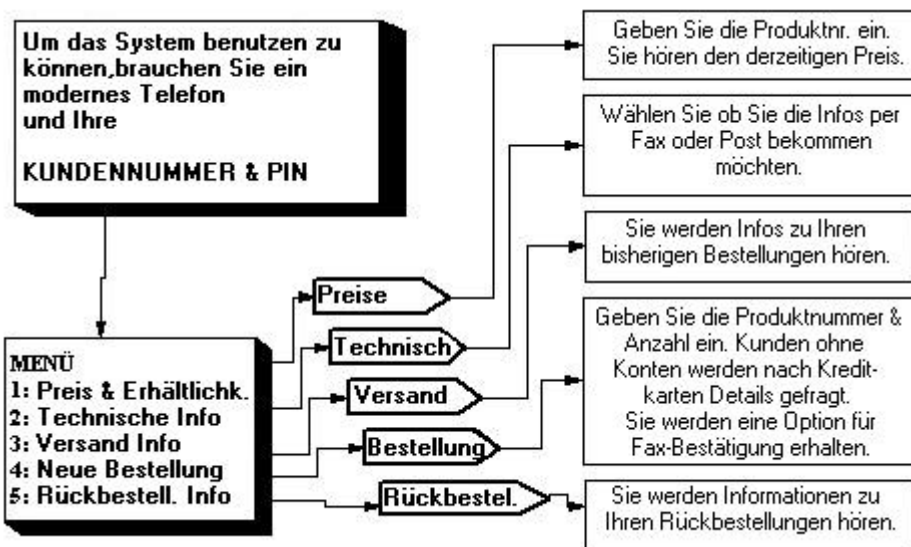 Um das System benutzen zu
können,brauchen Sie ein
modernes Telefon
und Ihre
KUNDENNUMMER & PIN
MENÜ
1: Preis & Erhältlichk.
2: Technische Info
3: Versand Info
4: Neue Bestellung
5: Rückbestell. Info
Preise
Technisch
Versand
Bestellung
Rückbestel.
Geben Sie die Produktnr. ein.
Sie hören den derzeitigen Preis.
Wählen Sie ob Sie die Infos per
Fax oder Post bekommen
möchten.
Sie werden Infos zu Ihren
bisherigen Bestellungen hören.
Geben Sie die Produktnummer &
Anzahl ein. Kunden ohne
Konten werden nach Kredit-
karten Details gefragt.
Sie werden eine Option für
Fax-Bestätigung erhalten.
Sie werden Informationen zu
Ihren Rückbestellungen hören.